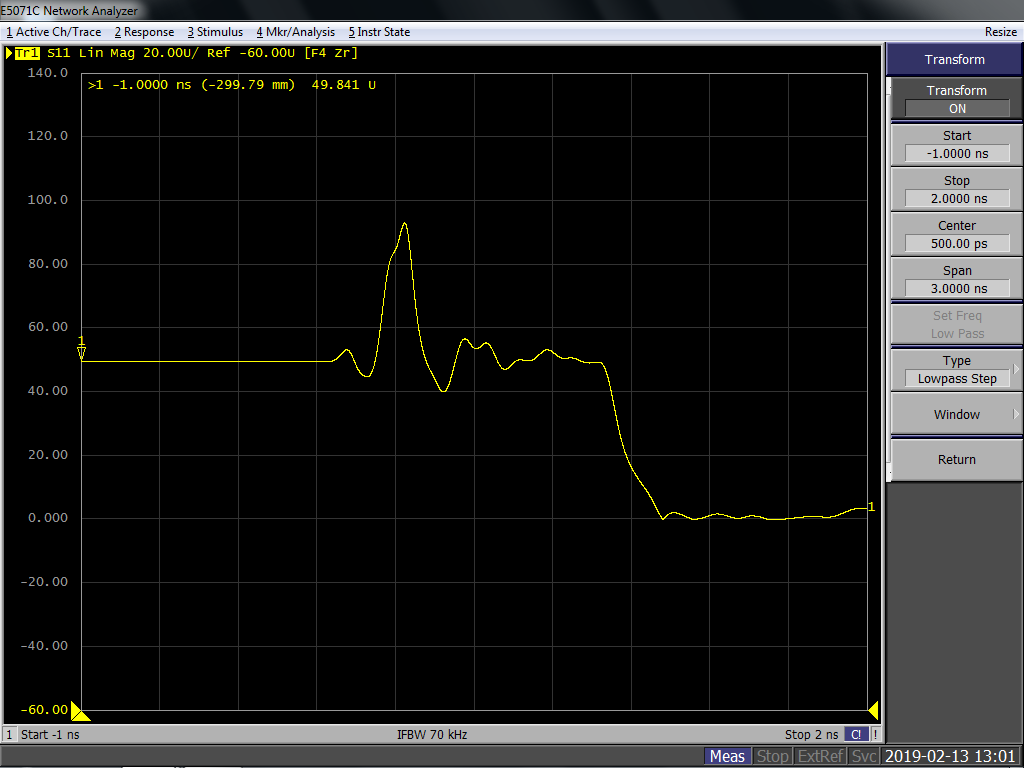 E5071C Network Analyzer
1 Active Ch/Trace 2 Response 3 Stimulus 4 Mkr/Analysis 5 Instr State Resize
Tr1 S11 Lin Mag 20.00U/ Ref -60.00U [F4 Zr]
>1 -1.0000 ns (-299.79 mm) 49.841 U
140.0
120.0
100.0
80.00
60.00
40.00
20.00
0.000
-20.00
-40.00
-60.00
1
1
Transform
Transform
ON
Start
-1.0000 ns
Stop
2.0000 ns
Center
500.00 ps
Span
3.0000 ns
Set Freq
Low Pass
Type
Lowpass Step
Window
Return
1 Start -1 ns IFBW 70 kHz Stop 2 ns C! !
Meas Stop ExtRef Svc 2019-02-13 13:01